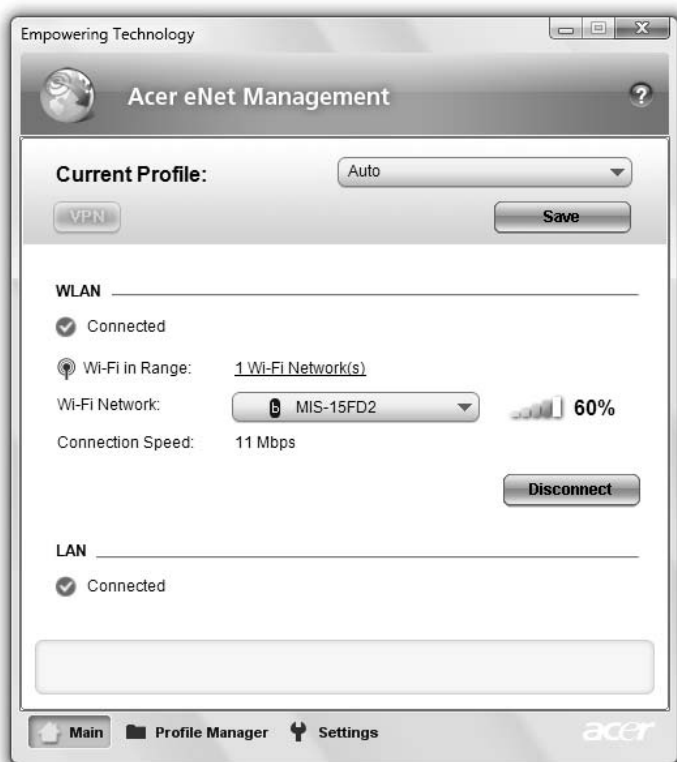 Empowering Technology
Acer eNet Management
?
Current Profile:
Auto
VPN
Save
WLAN
Connected
Wi-Fi in Range:
1 Wi-Fi Network(s)
Wi-Fi Network:
b MIS-15FD2
60%
Connection Speed:
11 Mbps
Disconnect
LAN
Connected
Main
Profile Manager
Settings
acer